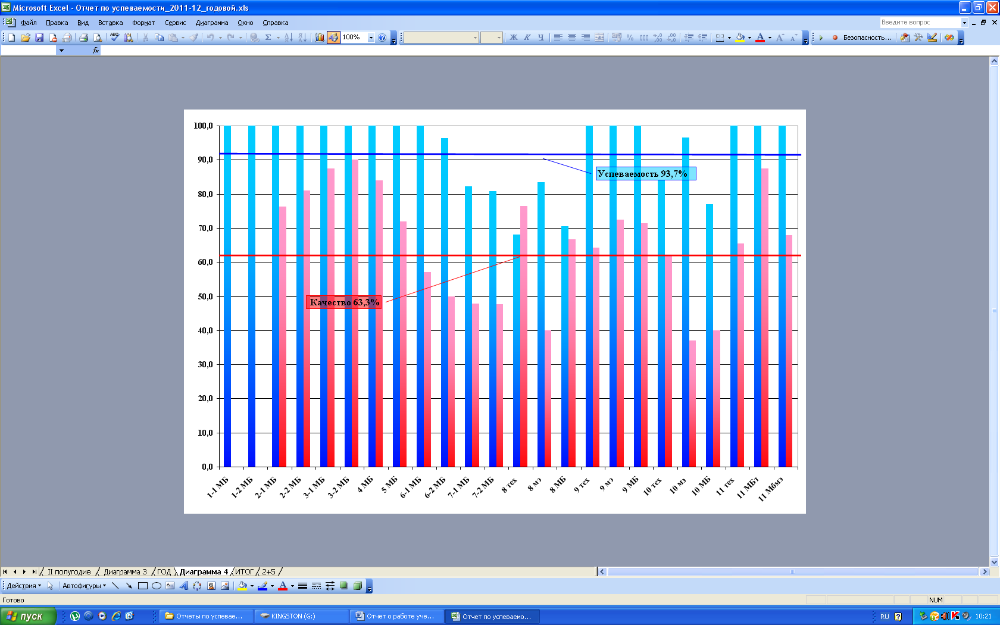 Microsoft Excel - Отчет по успеваемости_2011-12_годовой.xls
Файл Правка Вид Вставка Формат Сервис Диаграмма Окно Справка Введите вопрос
100% Ж К Ч Безопасность...
100,0
90,0
Успеваемость 93,7%
80,0
70,0
60,0
50,0
Качество 63,3%
40,0
30,0
20,0
10,0
0,0
1-1 МБ 1-2 МБ 2-1 МБ 2-2 МБ 3-1 МБ 3-2 МБ 4 МБ 5 МБ 6-1 МБ 6-2 МБ 7-1 МБ 7-2 МБ 8 тех 8 мэ 8 МБ 9 тех 9 мэ 9 МБ 10 тех 10 мэ 10 МБ 11 тех 11 МБт 11 Мбмэ
II полугодие Диаграмма 3 ГОД Диаграмма 4 ИТОГ 2+5
Действия Автофигуры
Готово NUM
пуск Отчеты по успевае... KINGSTON (G:) Отчет о работе уче... Отчет по успеваемо... RU 10:21